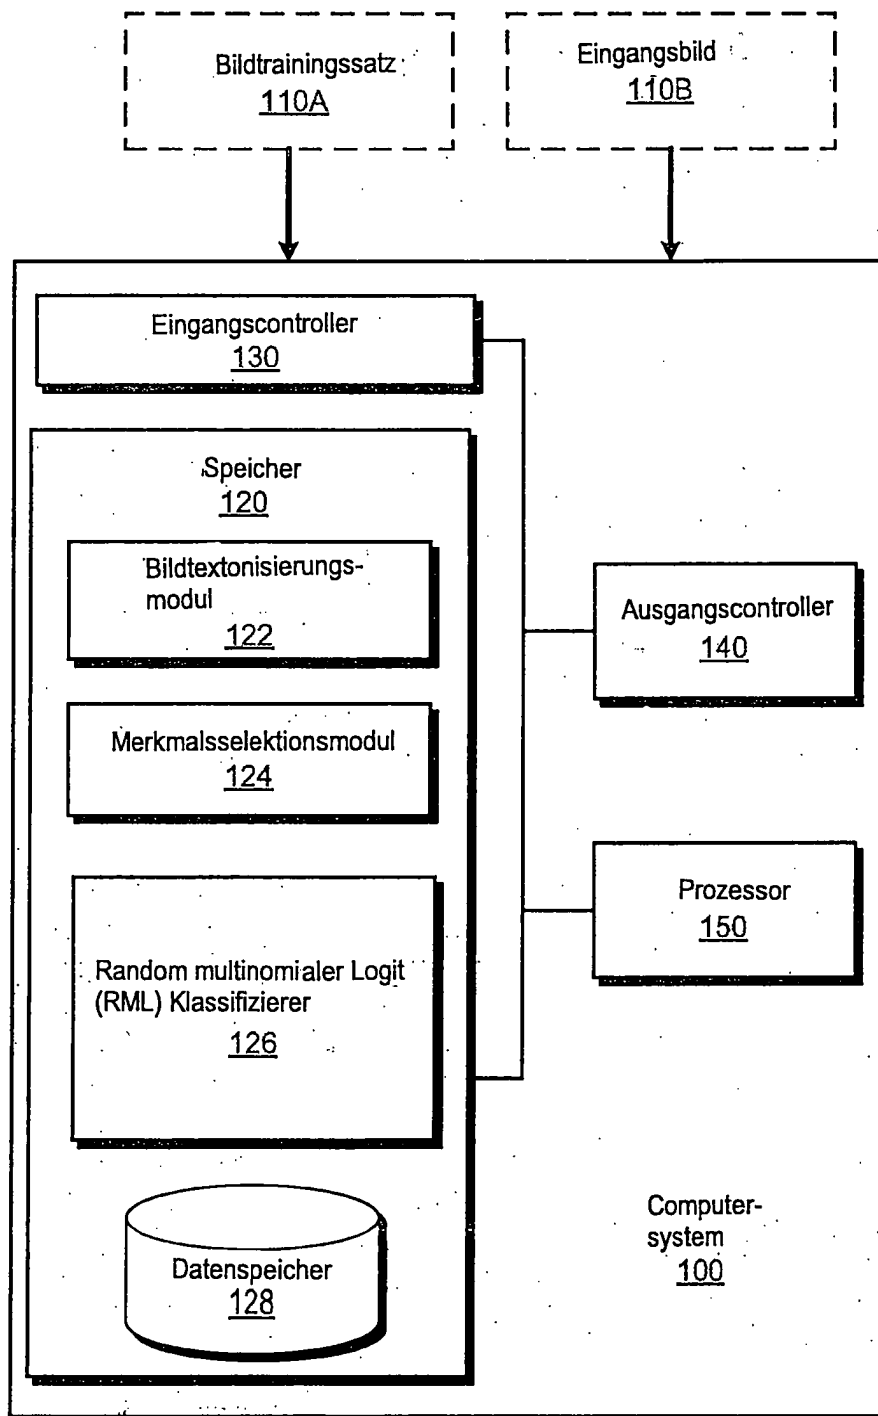 Bildtrainingssatz
110A
Eingangsbild
110B
Eingangscontroller
130
Speicher
120
Bildtextonisierungs-
modul
122
Merkmalsselektionsmodul
124
Random multinomialer Logit
(RML) Klassifizierer
126
Datenspeicher
128
Ausgangscontroller
140
Prozessor
150
Computer-
system
100